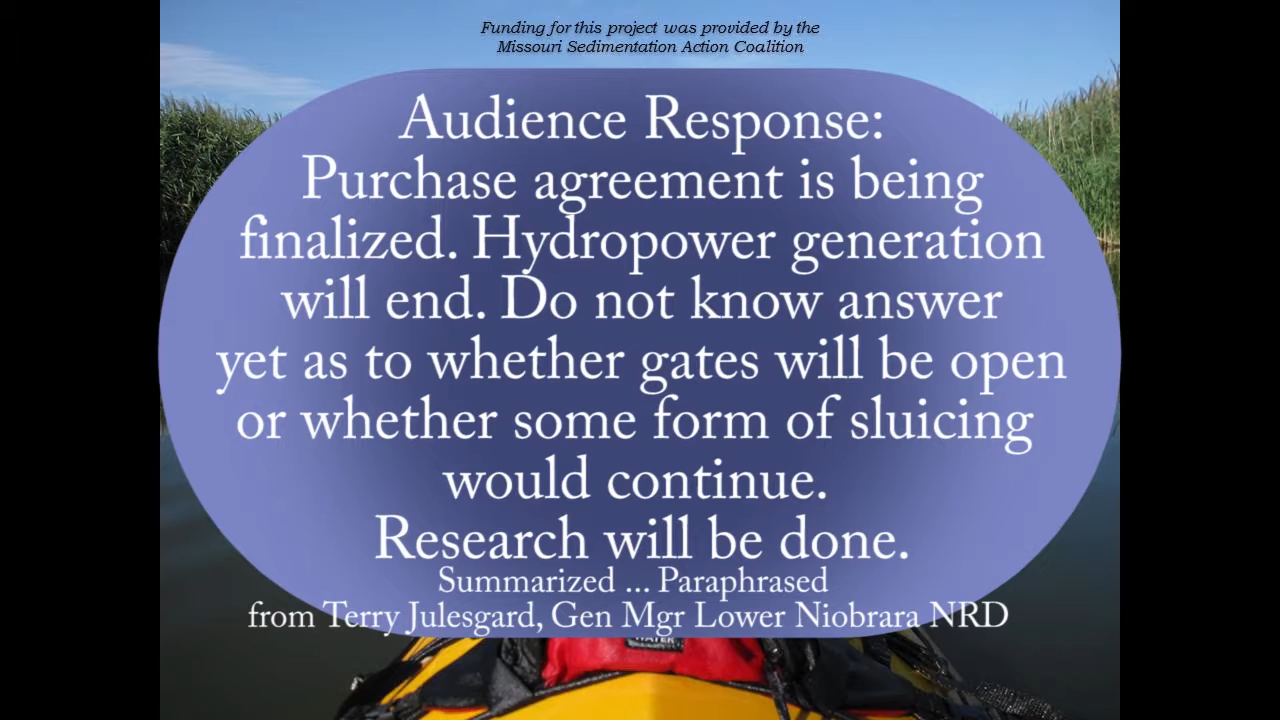 Funding for this project was provided by the
Missouri Sedimentation Action Coalition
Audience Response:
Purchase agreement is being
finalized. Hydropower generation
will end. Do not know answer
yet as to whether gates will be open
or whether some form of sluicing
would continue.
Research will be done.
Summarized ... Paraphrased
from Terry Julesgard, Gen Mgr Lower Niobrara NRD
WATER